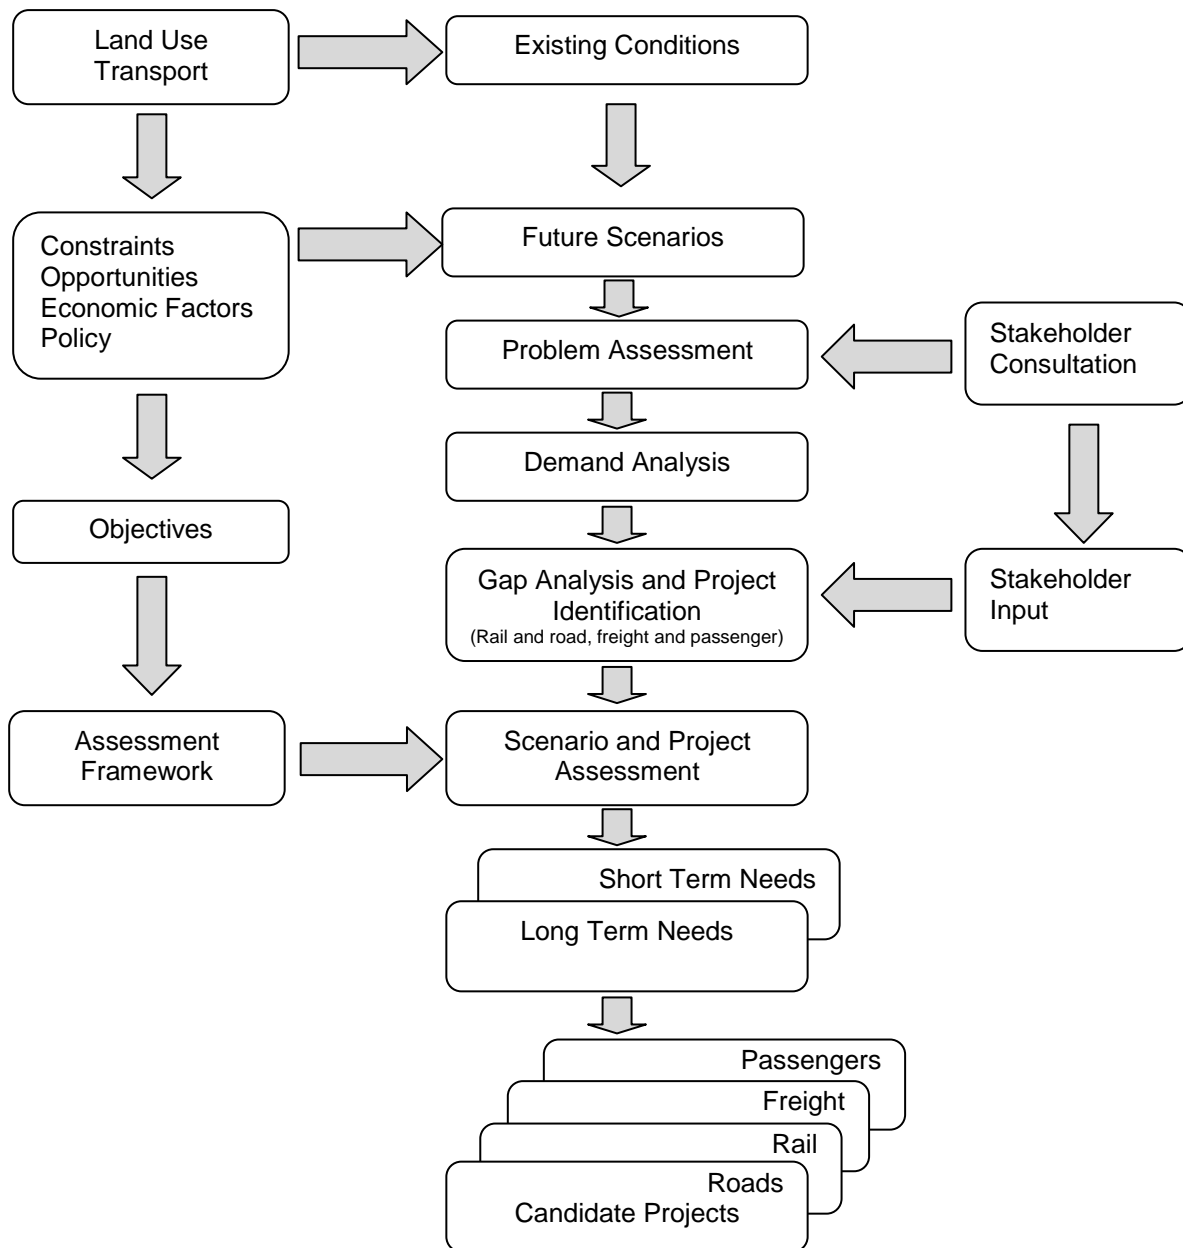 Land Use
Transport
Existing Conditions
Constraints
Opportunities
Economic Factors
Policy
Future Scenarios
Problem Assessment
Stakeholder
Consultation
Demand Analysis
Objectives
Gap Analysis and Project
Identification
(Rail and road, freight and passenger)
Stakeholder
Input
Assessment
Framework
Scenario and Project
Assessment
Short Term Needs
Long Term Needs
Passengers
Freight
Rail
Roads
Candidate Projects